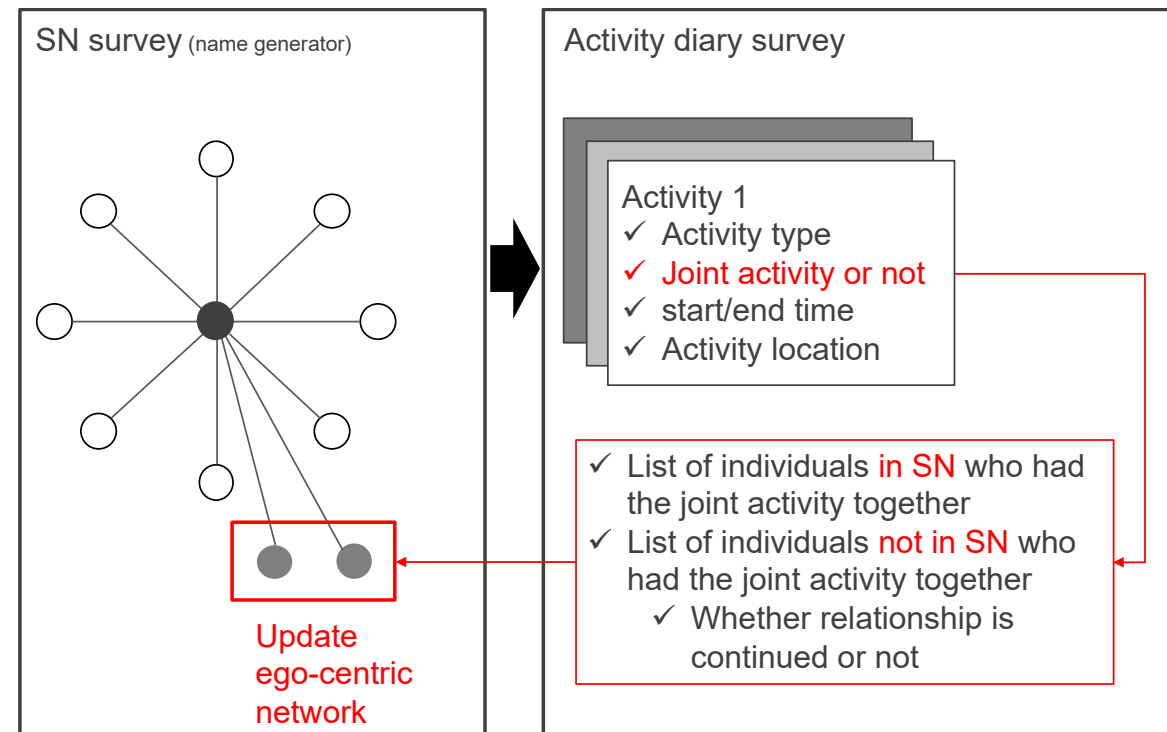 SN survey (name generator)
Update
ego-centric
network
Activity diary survey
Activity 1
✓ Activity type
✓ Joint activity or not
✓ start/end time
✓ Activity location
✓ List of individuals in SN who had
the joint activity together
✓ List of individuals not in SN who
had the joint activity together
✓ Whether relationship is
continued or not